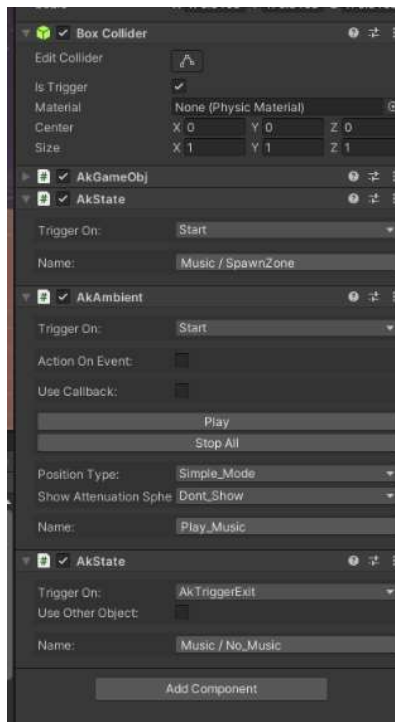 Box Collider
Edit Collider
Is Trigger
Material None (Physic Material)
Center X 0 Y 0 Z 0
Size X 1 Y 1 Z 1
# AkGameObj
# AkState
Trigger On: Start
Name: Music / SpawnZone
# AkAmbient
Trigger On: Start
Action On Event:
Use Callback:
Play
Stop All
Position Type: Simple_Mode
Show Attenuation Sphe Dont_Show
Name: Play_Music
# AkState
Trigger On: AkTriggerExit
Use Other Object:
Name: Music / No_Music
Add Component